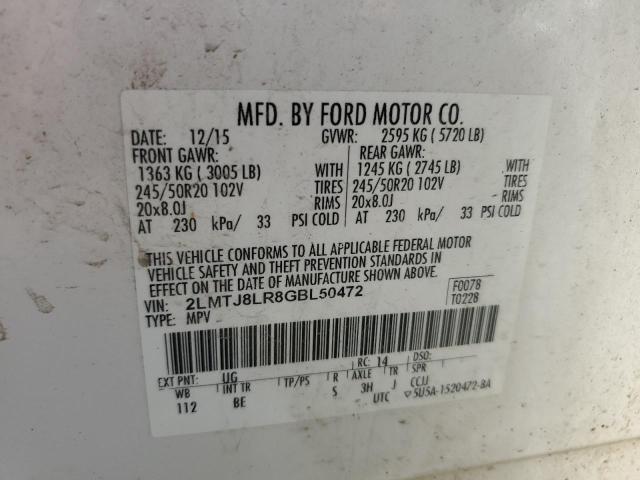 MFD. BY FORD MOTOR CO.
DATE: 12/15 GVWR: 2595 KG ( 5720 LB)
FRONT GAWR: REAR GAWR:
1363 KG ( 3005 LB) WITH 1245 KG ( 2745 LB) WITH
245/50R20 102V TIRES 245/50R20 102V TIRES
20x8.0J RIMS 20x8.0J RIMS
AT 230 kPa/ 33 PSI COLD AT 230 kPa/ 33 PSI COLD
THIS VEHICLE CONFORMS TO ALL APPLICABLE FEDERAL MOTOR
VEHICLE SAFETY AND THEFT PREVENTION STANDARDS IN
EFFECT ON THE DATE OF MANUFACTURE SHOWN ABOVE.
VIN: 2LMTJ8LR8GBL50472 F0078
TYPE: MPV T0228
RC: 14 DSO:
EXT PNT: UG
WB INT TR TP/PS R AXLE TR SPR
112 BE S 3H J CCIJ
UTC ▽5U5A-1520472-BA